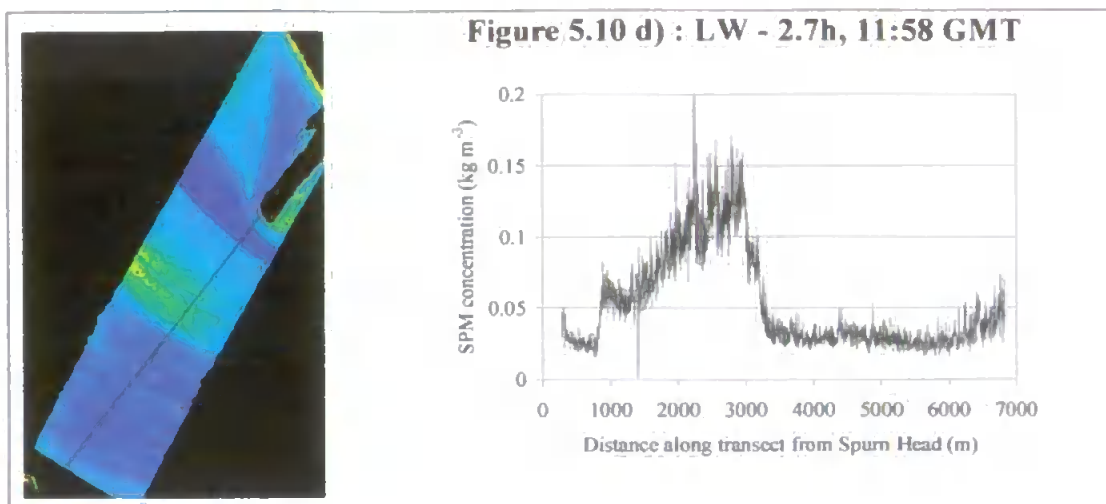 Figure 5.10 d) : LW - 2.7h, 11:58 GMT
0.2
0.15
0.1
0.05
0
SPM concentration (kg m⁻³)
0 1000 2000 3000 4000 5000 6000 7000
Distance along transect from Spurn Head (m)